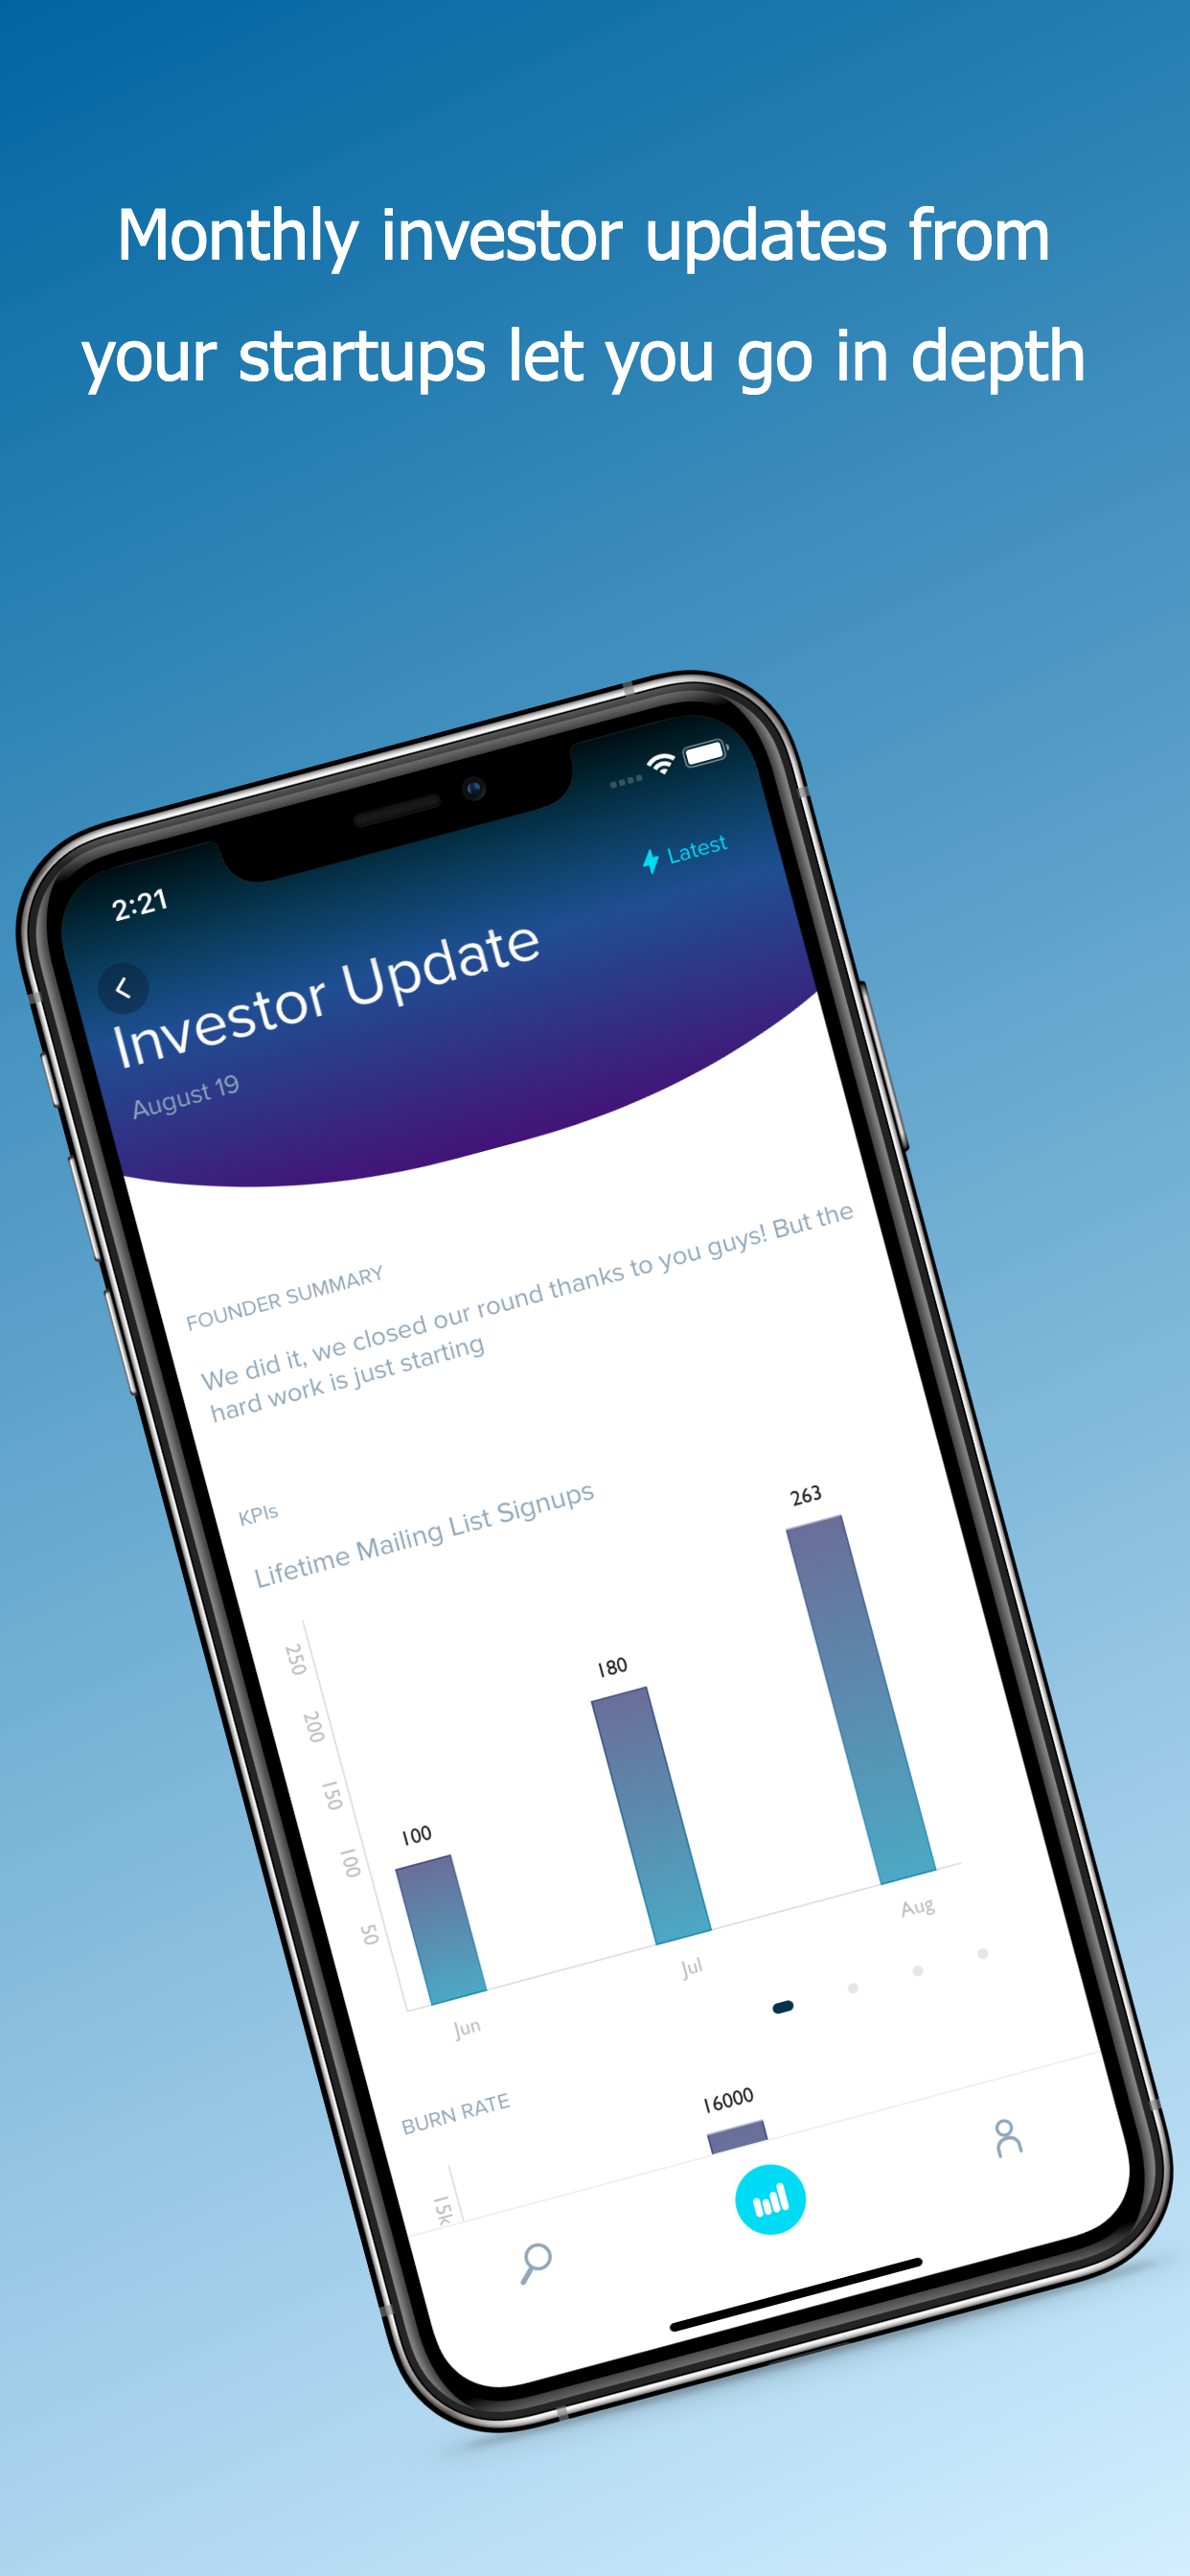 Monthly investor updates from
your startups let you go in depth
2:21
Latest
Investor Update
August 19
FOUNDER SUMMARY
We did it, we closed our round thanks to you guys! But the
hard work is just starting
KPIs
Lifetime Mailing List Signups
263
250
180
200
150
100
100
50
Aug
Jul
Jun
BURN RATE
16000
15k